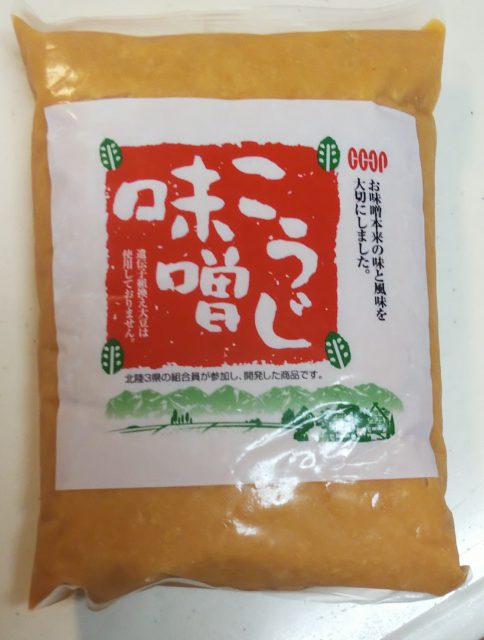 COOP
お味噌本来の味と風味を
大切にしました。
こうじ
味噌
遺伝子組換え大豆は
使用しておりません。
北陸3県の組合員が参加し、開発した商品です。